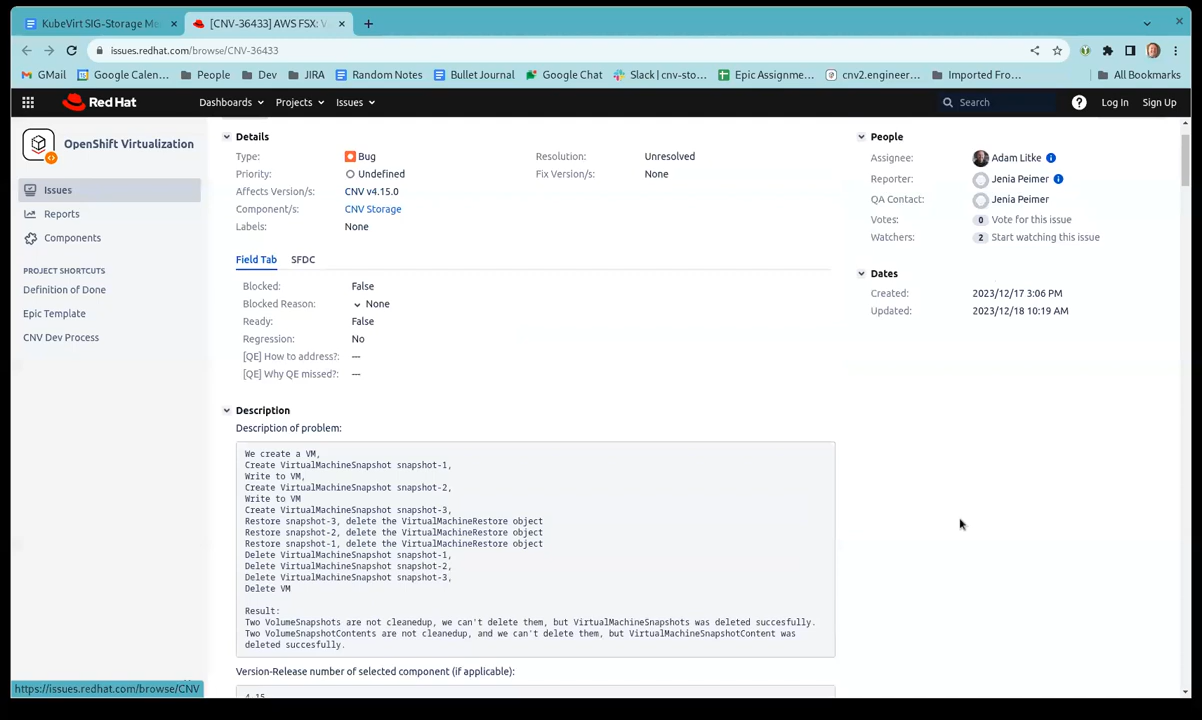 KubeVirt SIG-Storage Me
[CNV-36433] AWS FSX: V
issues.redhat.com/browse/CNV-36433
GMail
Google Calen...
People
Dev
JIRA
Random Notes
Bullet Journal
Google Chat
Slack | cnv-sto...
Epic Assignme...
cnv2.engineer...
Imported Fro...
All Bookmarks
Red Hat
Dashboards
Projects
Issues
Search
Log In
Sign Up
OpenShift Virtualization
Issues
Reports
Components
PROJECT SHORTCUTS
Definition of Done
Epic Template
CNV Dev Process
Details
Type: Bug
Resolution: Unresolved
Priority: Undefined
Fix Version/s: None
Affects Version/s: CNV v4.15.0
Component/s: CNV Storage
Labels: None
Field Tab
SFDC
Blocked: False
Blocked Reason: None
Ready: False
Regression: No
[QE] How to address?: ---
[QE] Why QE missed?: ---
Description
Description of problem:
We create a VM,
Create VirtualMachineSnapshot snapshot-1,
Write to VM,
Create VirtualMachineSnapshot snapshot-2,
Write to VM
Create VirtualMachineSnapshot snapshot-3,
Restore snapshot-3, delete the VirtualMachineRestore object
Restore snapshot-2, delete the VirtualMachineRestore object
Restore snapshot-1, delete the VirtualMachineRestore object
Delete VirtualMachineSnapshot snapshot-1,
Delete VirtualMachineSnapshot snapshot-2,
Delete VirtualMachineSnapshot snapshot-3,
Delete VM
Result:
Two VolumeSnapshots are not cleanedup, we can't delete them, but VirtualMachineSnapshots was deleted succesfully.
Two VolumeSnapshotContents are not cleanedup, and we can't delete them, but VirtualMachineSnapshotContent was
deleted succesfully.
Version-Release number of selected component (if applicable):
4.15
People
Assignee: Adam Litke
Reporter: Jenia Peimer
QA Contact: Jenia Peimer
Votes: 0 Vote for this issue
Watchers: 2 Start watching this issue
Dates
Created: 2023/12/17 3:06 PM
Updated: 2023/12/18 10:19 AM
https://issues.redhat.com/browse/CNV